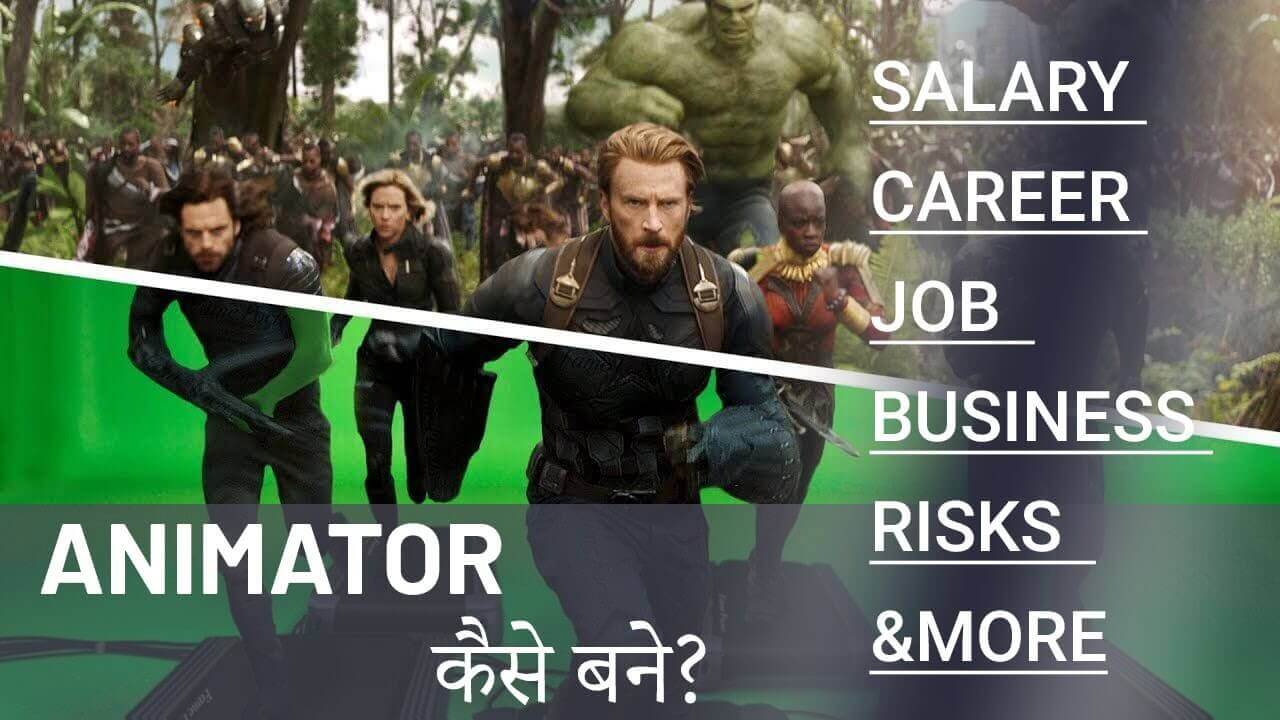 SALARY
CAREER
JOB
BUSINESS
RISKS
&MORE
ANIMATOR
कैसे बने?